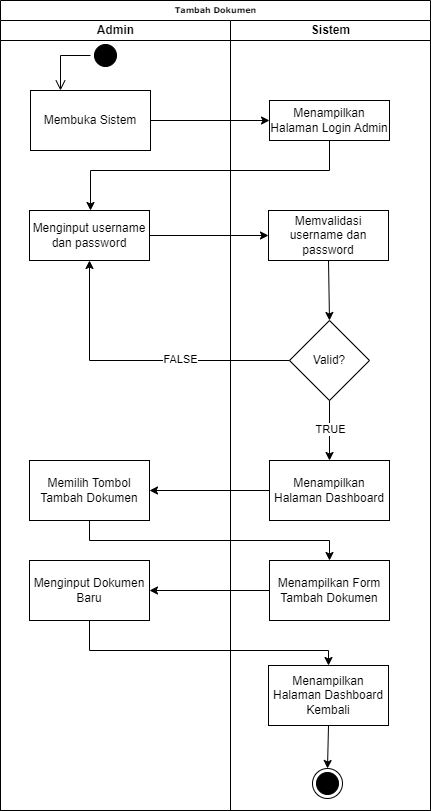 Tambah Dokumen
Admin
Sistem
Membuka Sistem
Menampilkan
Halaman Login Admin
Menginput username
dan password
Memvalidasi
username dan
password
Valid?
FALSE
TRUE
Memilih Tombol
Tambah Dokumen
Menampilkan
Halaman Dashboard
Menginput Dokumen
Baru
Menampilkan Form
Tambah Dokumen
Menampilkan
Halaman Dashboard
Kembali